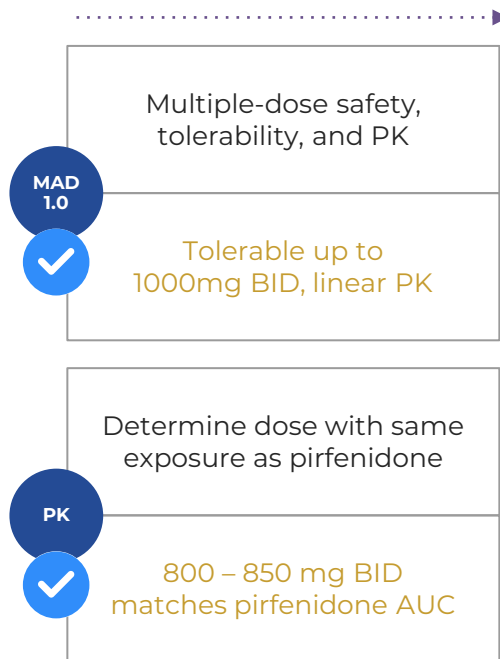 Multiple-dose safety,
tolerability, and PK
MAD
1.0
Tolerable up to
1000mg BID, linear PK
Determine dose with same
exposure as pirfenidone
PK
800 – 850 mg BID
matches pirfenidone AUC